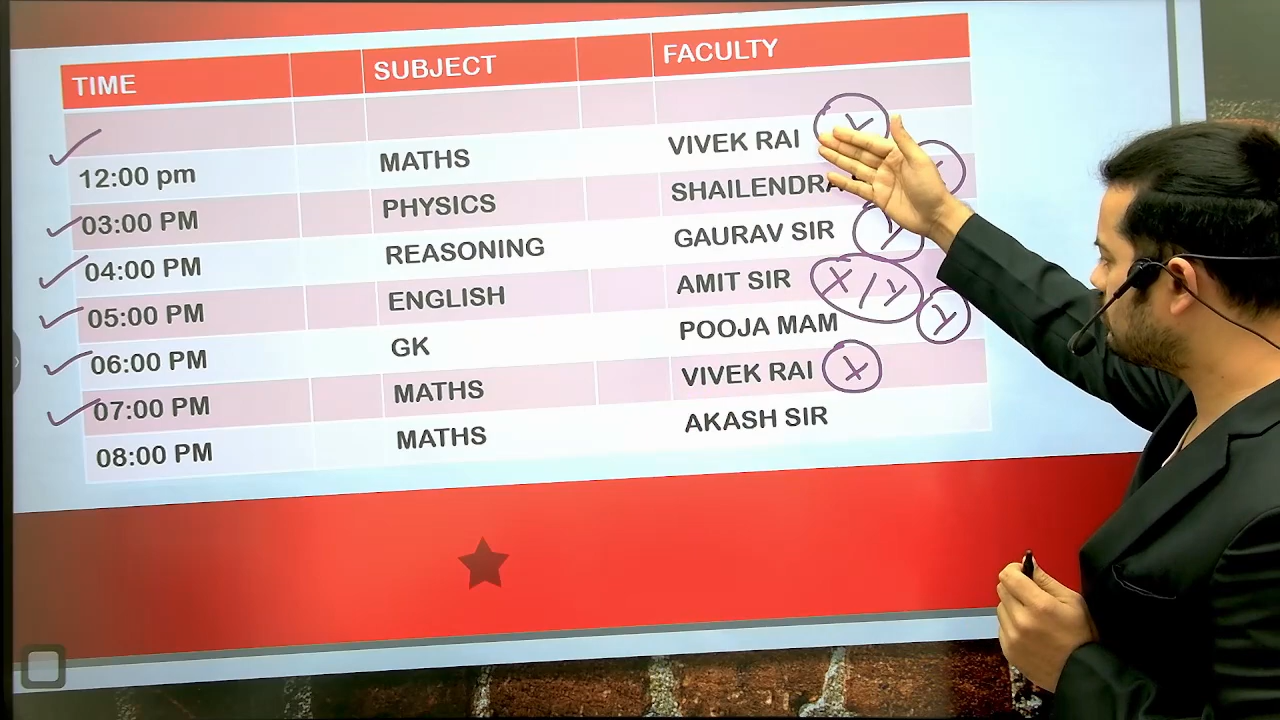 TIME SUBJECT FACULTY
12:00 pm MATHS VIVEK RAI Y
03:00 PM PHYSICS SHAILENDRA
04:00 PM REASONING GAURAV SIR Y
05:00 PM ENGLISH AMIT SIR X/Y
06:00 PM GK POOJA MAM Y
07:00 PM MATHS VIVEK RAI X
08:00 PM MATHS AKASH SIR